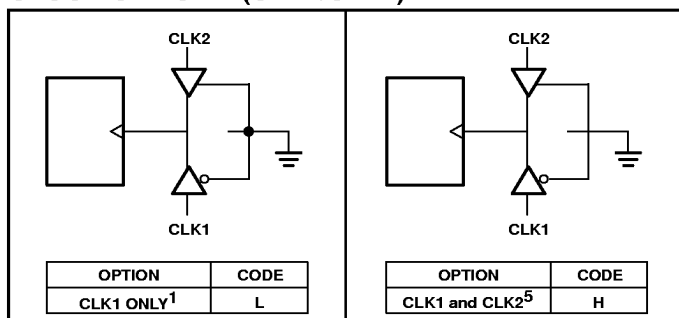 CLK2
CLK1
OPTION CODE
CLK1 ONLY1 L
CLK2
CLK1
OPTION CODE
CLK1 and CLK25 H